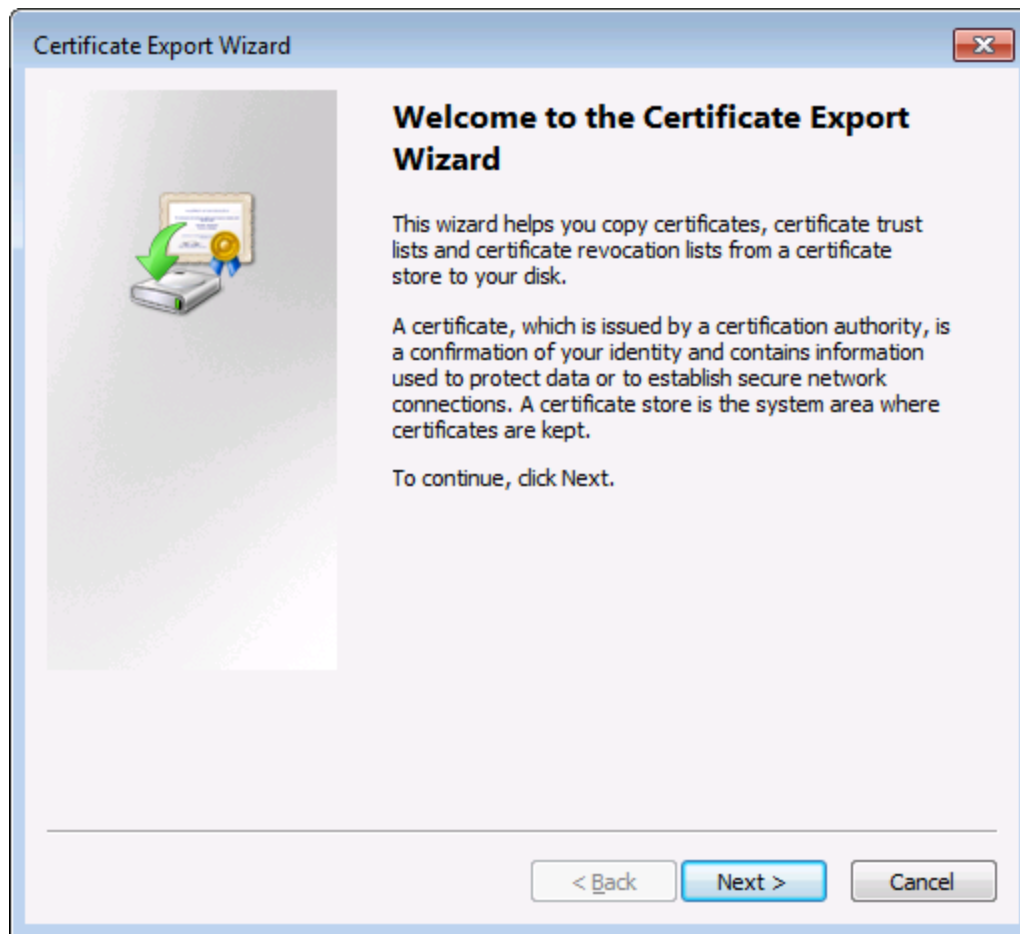 Certificate Export Wizard
Welcome to the Certificate Export
Wizard
This wizard helps you copy certificates, certificate trust
lists and certificate revocation lists from a certificate
store to your disk.
A certificate, which is issued by a certification authority, is
a confirmation of your identity and contains information
used to protect data or to establish secure network
connections. A certificate store is the system area where
certificates are kept.
To continue, click Next.
< Back
Next >
Cancel